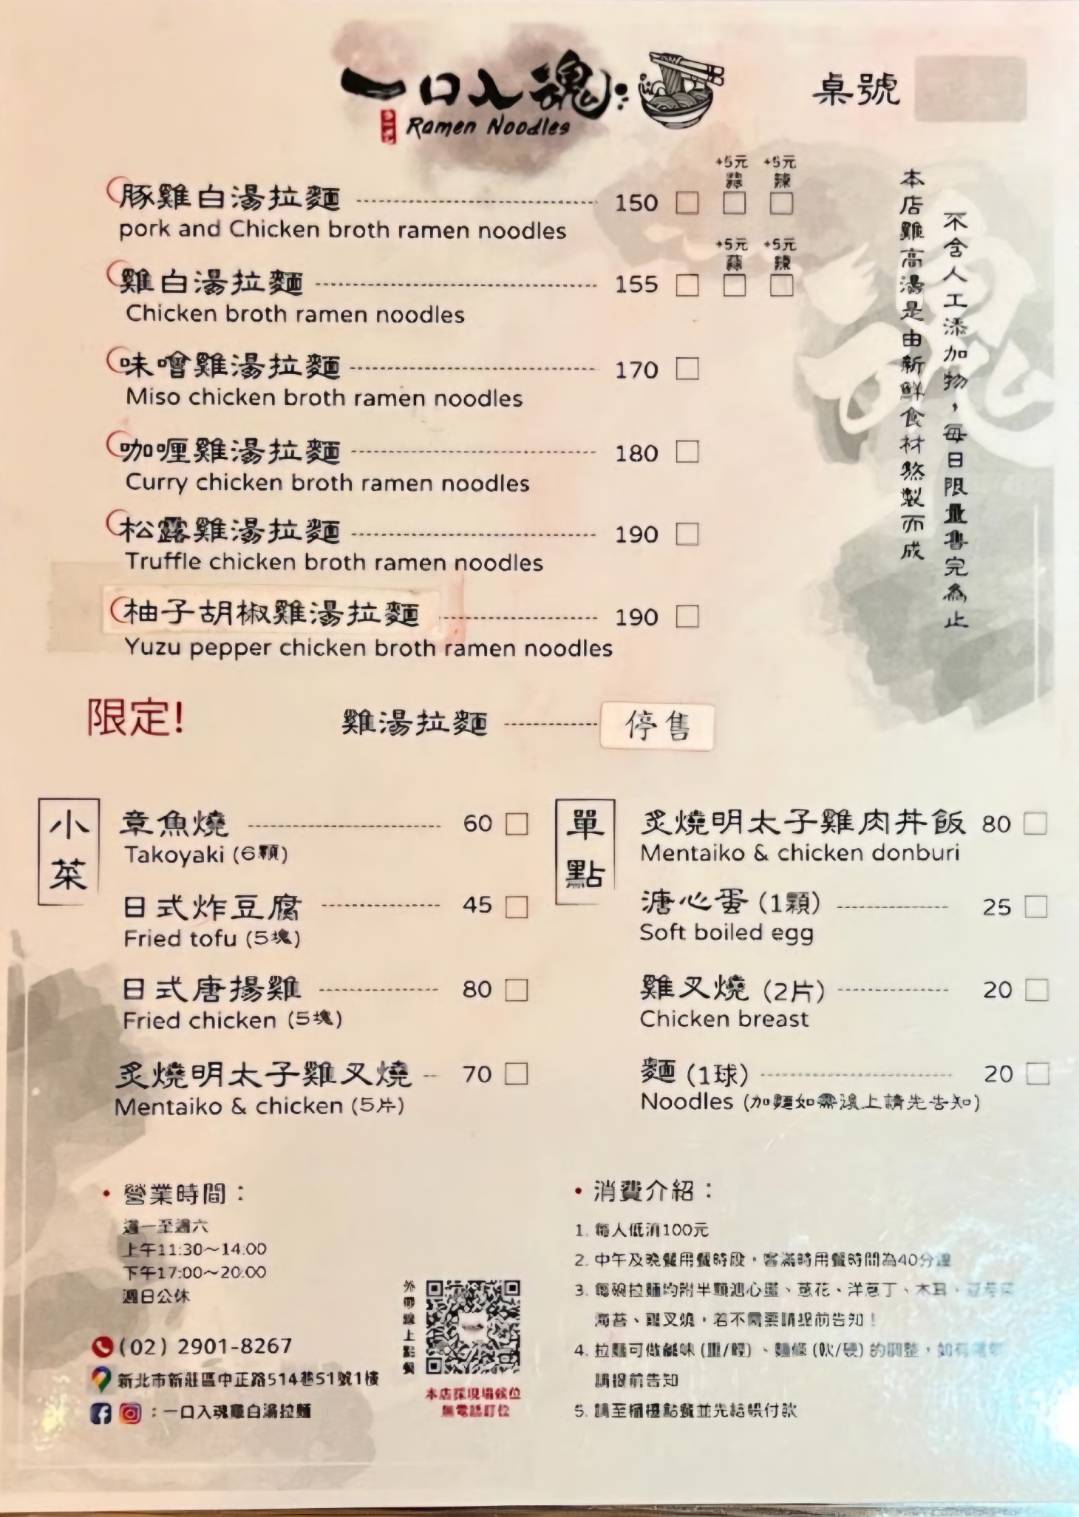 一口入魂
Ramen Noodles
桌號
+5元 +5元
蒜 辣
豚雞白湯拉麵 150
pork and Chicken broth ramen noodles
+5元 +5元
蒜 辣
雞白湯拉麵 155
Chicken broth ramen noodles
味噌雞湯拉麵 170
Miso chicken broth ramen noodles
咖哩雞湯拉麵 180
Curry chicken broth ramen noodles
松露雞湯拉麵 190
Truffle chicken broth ramen noodles
柚子胡椒雞湯拉麵 190
Yuzu pepper chicken broth ramen noodles
本店雞高湯是由新鮮食材熬製而成
不含人工添加物，每日限量售完為止
限定!
雞湯拉麵 停售
小菜
章魚燒 60
Takoyaki (6顆)
日式炸豆腐 45
Fried tofu (5塊)
日式唐揚雞 80
Fried chicken (5塊)
炙燒明太子雞叉燒 70
Mentaiko & chicken (5片)
單點
炙燒明太子雞肉丼飯 80
Mentaiko & chicken donburi
溏心蛋 (1顆) 25
Soft boiled egg
雞叉燒 (2片) 20
Chicken breast
麵 (1球) 20
Noodles (加麵如需湯上請先告知)
• 營業時間：
週一至週六
上午11:30～14:00
下午17:00～20:00
週日公休
(02) 2901-8267
新北市新莊區中正路514巷51號1樓
：一口入魂雞白湯拉麵
外帶線上點餐
本店採現場候位
無電話訂位
• 消費介紹：
1. 每人低消100元
2. 中午及晚餐用餐時段，客滿時用餐時間為40分鐘
3. 每碗拉麵均附半顆溏心蛋、蔥花、洋蔥丁、木耳、
海苔、雞叉燒，若不需要請提前告知！
4. 拉麵可做鹹味 (重/輕) 、麵條 (軟/硬) 的調整，如有
請提前告知
5. 請至櫃檯點餐並先結帳付款